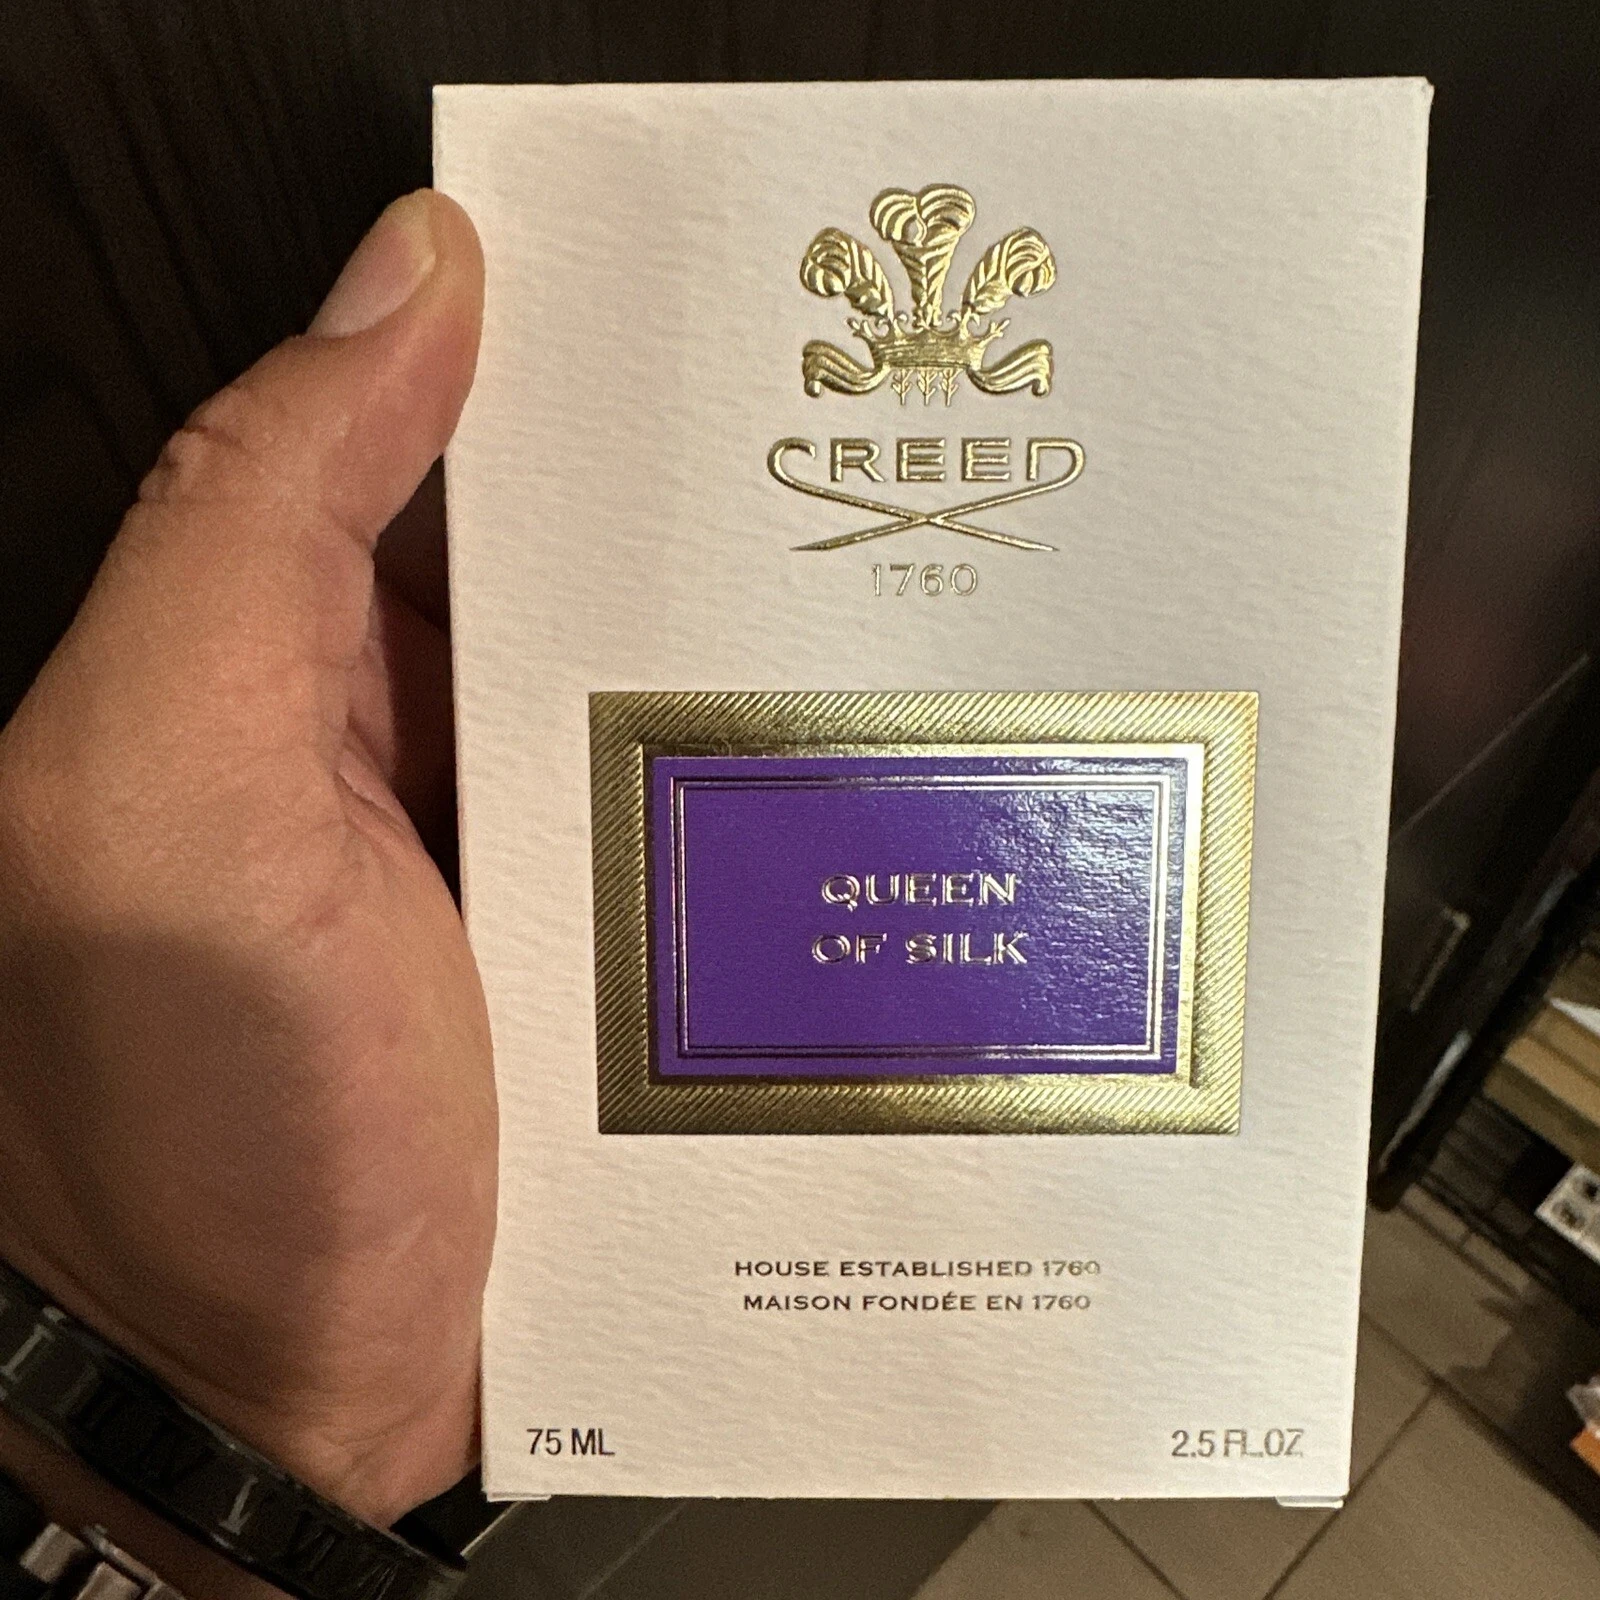 CREED
1760
QUEEN
OF SILK
HOUSE ESTABLISHED 1760
MAISON FONDÉE EN 1760
75 ML 2.5 FL.OZ